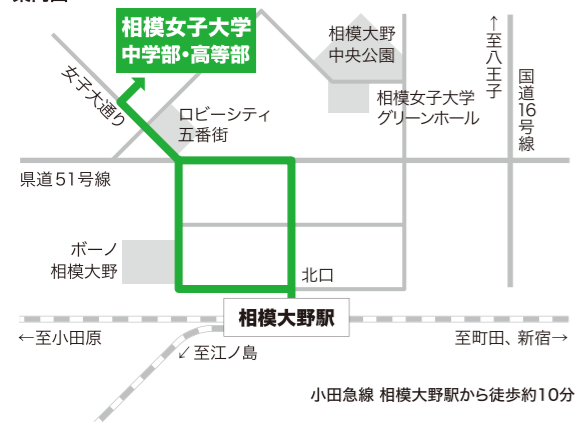 相模女子大学
中学部・高等部
相模大野
中央公園
↑至八王子
国道16号線
女子大通り
ロビーシティ
五番街
相模女子大学
グリーンホール
県道51号線
ボーノ
相模大野
北口
相模大野駅
←至小田原
↙至江ノ島
至町田、新宿→
小田急線 相模大野駅から徒歩約10分